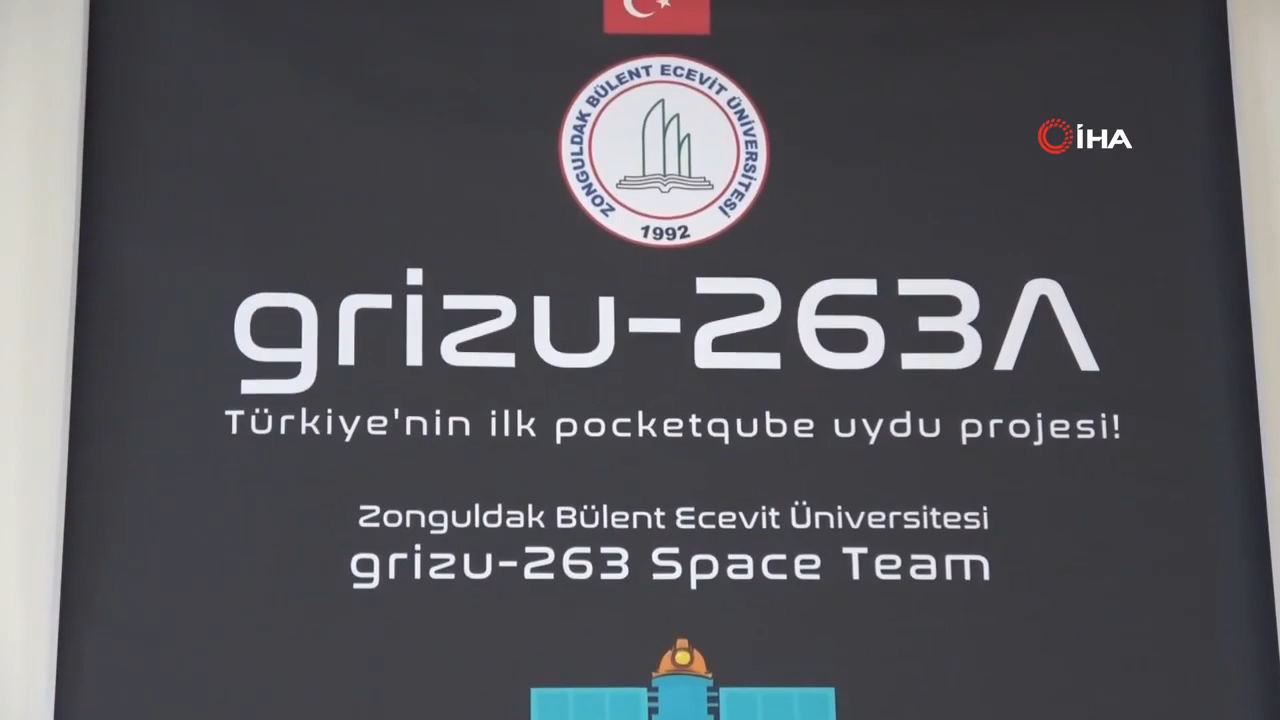 ZONGULDAK BÜLENT ECEVİT ÜNİVERSİTESİ
1992
İHA
grizu-263Λ
Türkiye'nin ilk pocketqube uydu projesi!
Zonguldak Bülent Ecevit Üniversitesi
grizu-263 Space Team